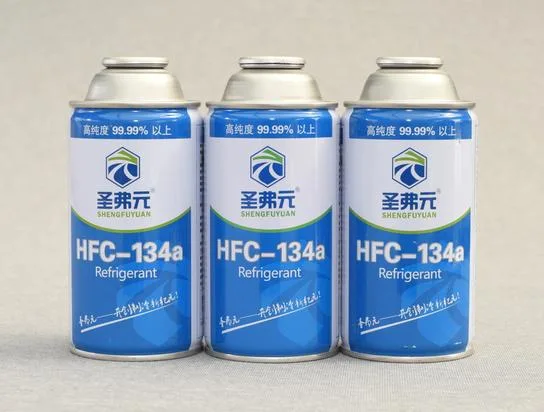 高纯度 99.99% 以上
圣弗元
SHENGFUYUAN
HFC-134a
Refrigerant
高纯度 99.99% 以上
圣弗元
SHENGFUYUAN
HFC-134a
Refrigerant
高纯度 99.99% 以上
圣弗元
SHENGFUYUAN
HFC-134a
Refrigerant